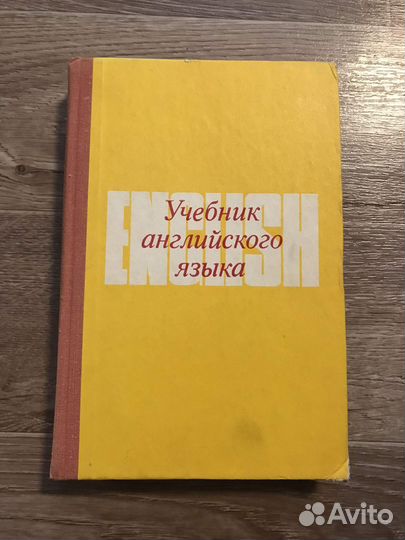 ENGLISH
Учебник
английского
языка
Avito